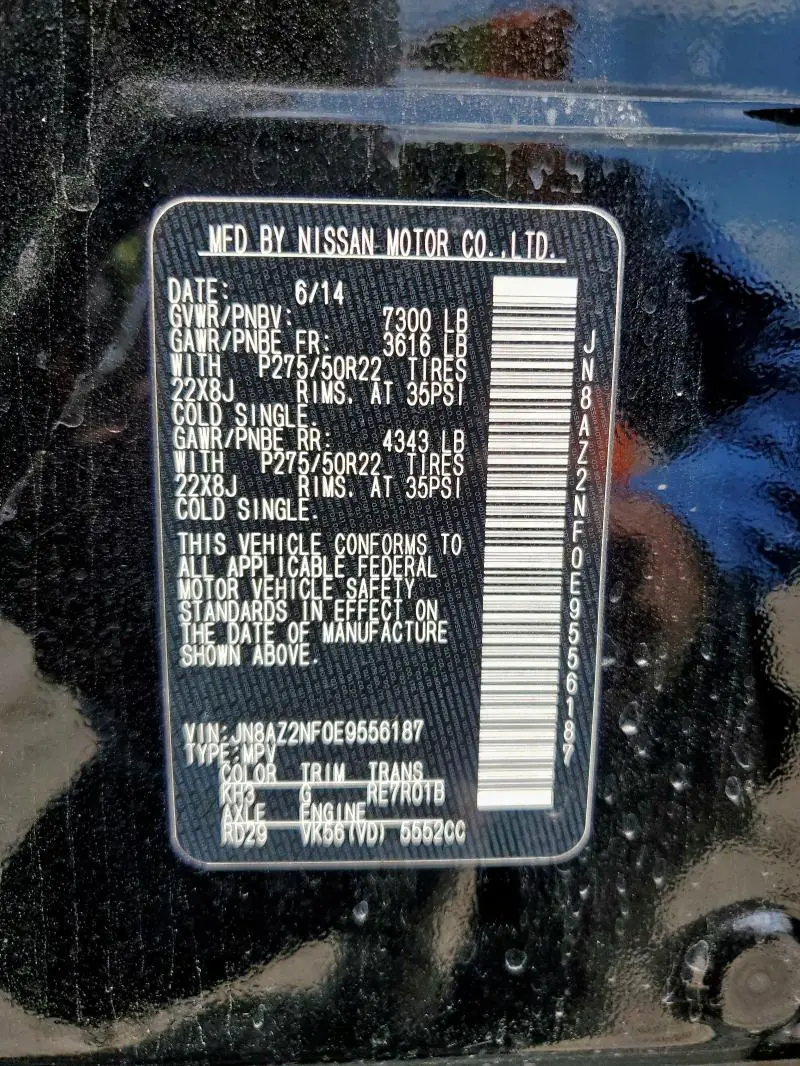 MFD BY NISSAN MOTOR CO.,LTD.
DATE: 6/14
GVWR/PNBV: 7300 LB
GAWR/PNBE FR: 3616 LB
WITH P275/50R22 TIRES
22X8J RIMS. AT 35PSI
COLD SINGLE.
GAWR/PNBE RR: 4343 LB
WITH P275/50R22 TIRES
22X8J RIMS. AT 35PSI
COLD SINGLE.
THIS VEHICLE CONFORMS TO
ALL APPLICABLE FEDERAL
MOTOR VEHICLE SAFETY
STANDARDS IN EFFECT ON
THE DATE OF MANUFACTURE
SHOWN ABOVE.
VIN:JN8AZ2NF0E9556187
TYPE:MPV
COLOR TRIM TRANS
KH3 G RE7R01B
AXLE ENGINE
RD29 VK56(VD) 5552CC
JN8AZ2NF0E9556187